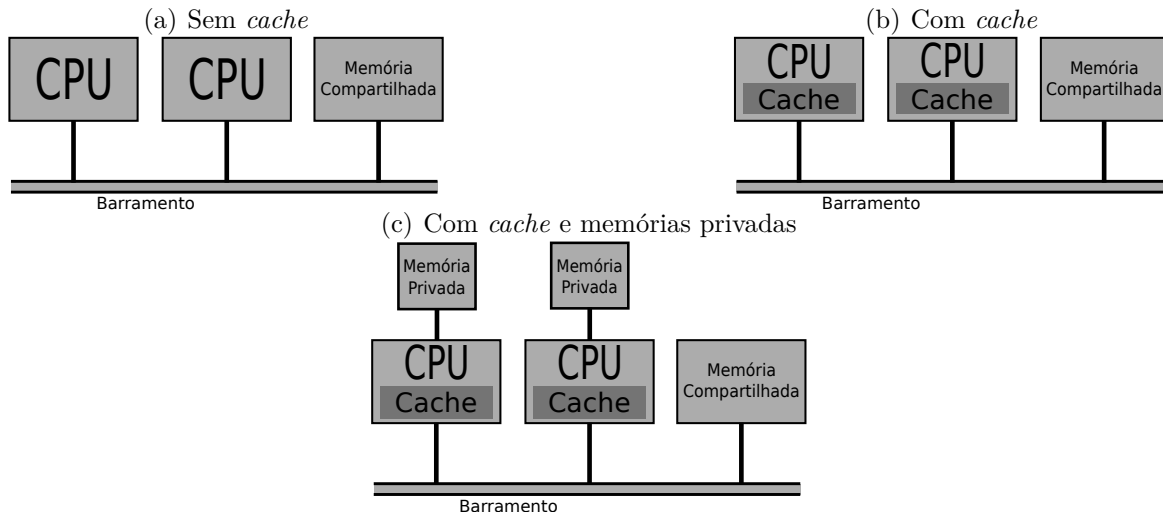 (a) Sem cache
(b) Com cache
CPU
CPU
Memória
Compartilhada
CPU
Cache
CPU
Cache
Memória
Compartilhada
Barramento
Barramento
(c) Com cache e memórias privadas
Memória
Privada
Memória
Privada
CPU
Cache
CPU
Cache
Memória
Compartilhada
Barramento